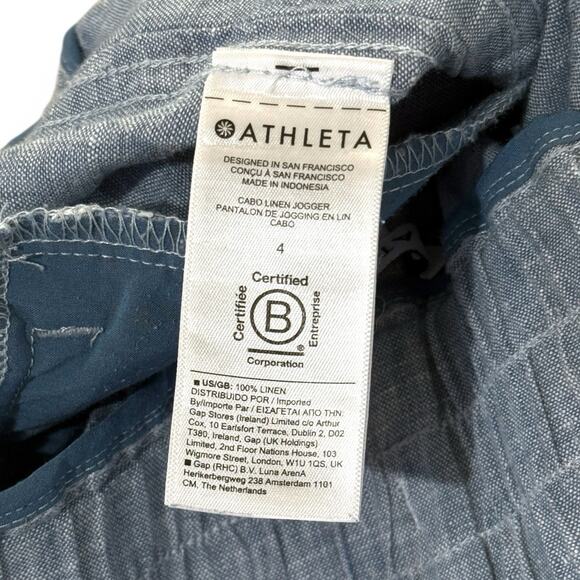 ATHLETA
DESIGNED IN SAN FRANCISCO
CONÇU À SAN FRANCISCO
MADE IN INDONESIA
CABO LINEN JOGGER
PANTALON DE JOGGING EN LIN
CABO
4
Certified
Certifiée
B
Entreprise
®
Corporation
■ US/GB: 100% LINEN
DISTRIBUIDO POR / Imported
By/Importe Par / ΕΙΣΑΓΕΤΑΙ ΑΠΟ ΤΗΝ:
Gap Stores (Ireland) Limited c/o Arthur
Cox, 10 Earlsfort Terrace, Dublin 2, D02
T380, Ireland, Gap (UK Holdings)
Limited, 2nd Floor Nations House, 103
Wigmore Street, London, W1U 1QS, UK
■ Gap (RHC) B.V. Luna ArenA
Herikerbergweg 238 Amsterdam 1101
CM, The Netherlands